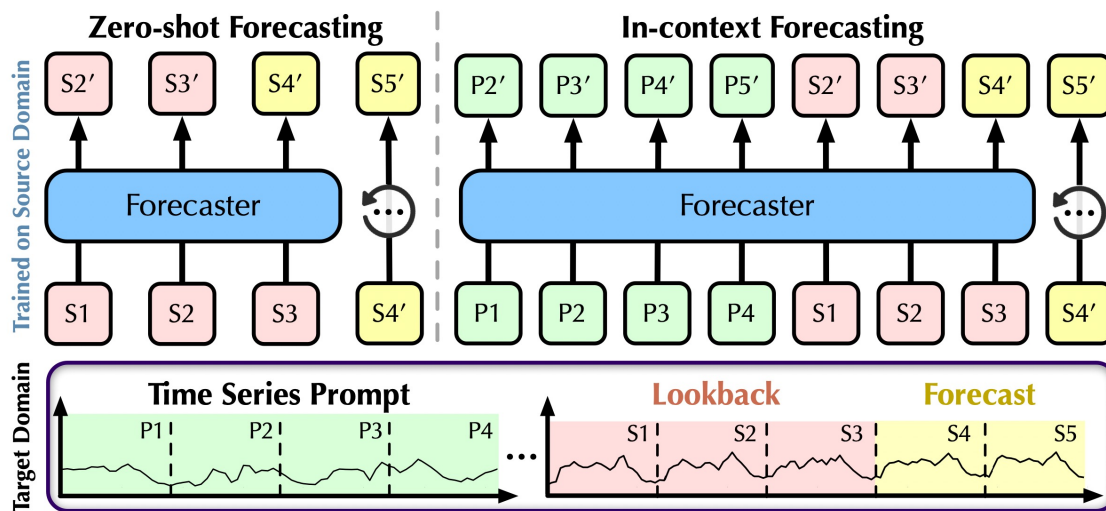 Zero-shot Forecasting
In-context Forecasting
Trained on Source Domain
S2′ S3′ S4′ S5′
P2′ P3′ P4′ P5′ S2′ S3′ S4′ S5′
Forecaster
Forecaster
S1 S2 S3 S4′
P1 P2 P3 P4 S1 S2 S3 S4′
Target Domain
Time Series Prompt
Lookback
Forecast
P1 P2 P3 P4
S1 S2 S3 S4 S5